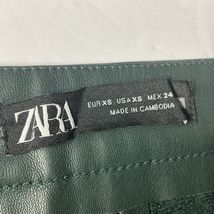 ZARA
EUR XS USA XS MEX 24
MADE IN CAMBODIA